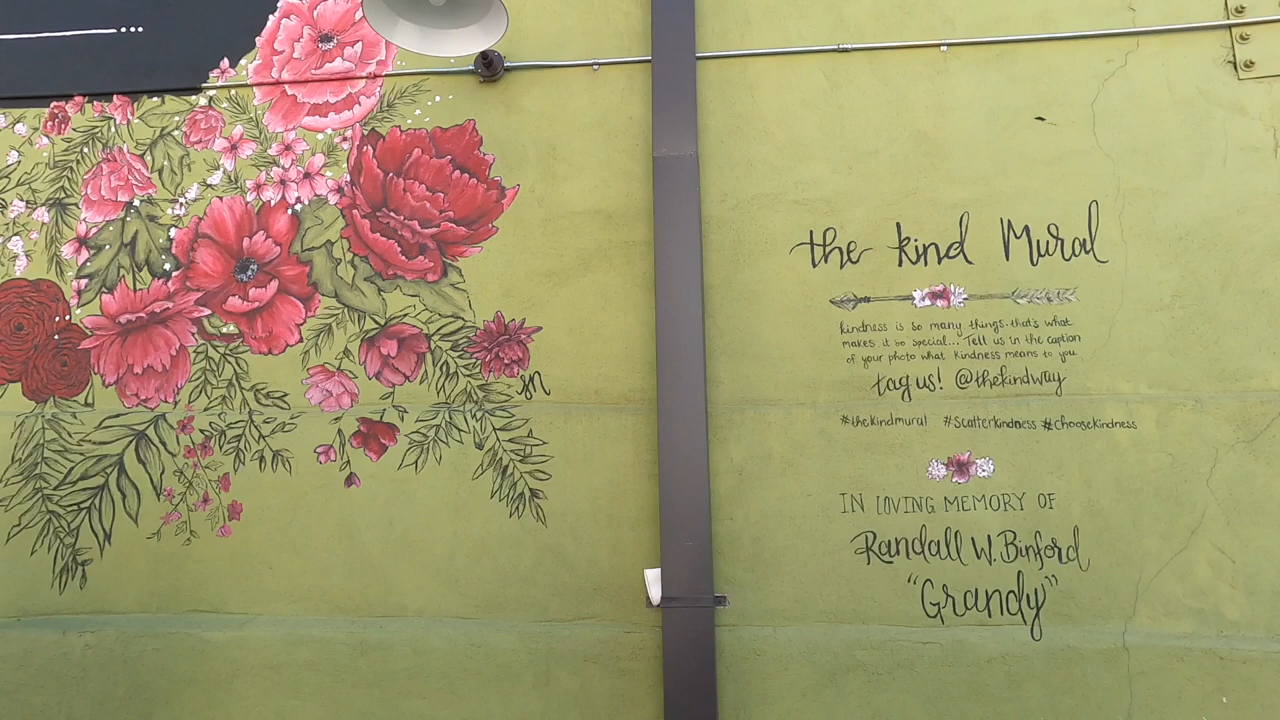 the kind Mural
kindness is so many things. that's what
makes it so special... Tell us in the caption
of your photo what kindness means to you
tag us! @thekindway
#thekindmural #Scatterkindness #Choosekindness
IN LOVING MEMORY OF
Randall W. Binford
"Grandy"